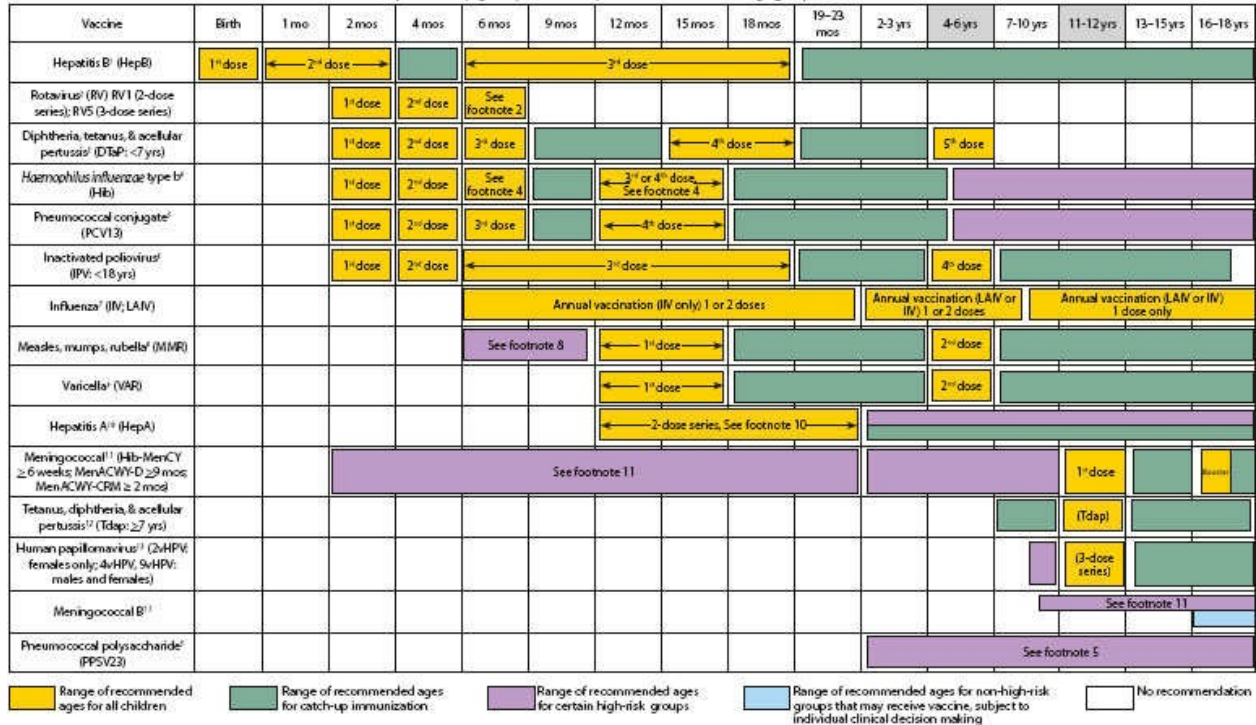 Vaccine Birth 1 mo 2 mos 4 mos 6 mos 9 mos 12 mos 15 mos 18 mos 19–23 mos 2-3 yrs 4-6 yrs 7-10 yrs 11-12 yrs 13–15 yrs 16–18 yrs
Hepatitis B¹ (HepB)
1st dose
2nd dose
3rd dose
Rotavirus² (RV) RV1 (2-dose
series); RV5 (3-dose series)
1st dose
2nd dose
See
footnote 2
Diphtheria, tetanus, & acellular
pertussis³ (DTaP: <7 yrs)
1st dose
2nd dose
3rd dose
4th dose
5th dose
Haemophilus influenzae type b⁴
(Hib)
1st dose
2nd dose
See
footnote 4
3rd or 4th dose,
See footnote 4
Pneumococcal conjugate⁵
(PCV13)
1st dose
2nd dose
3rd dose
4th dose
Inactivated poliovirus⁶
(IPV: <18 yrs)
1st dose
2nd dose
3rd dose
4th dose
Influenza⁷ (IIV; LAIV)
Annual vaccination (IIV only) 1 or 2 doses
Annual vaccination (LAIV or
IIV) 1 or 2 doses
Annual vaccination (LAIV or IIV)
1 dose only
Measles, mumps, rubella⁸ (MMR)
See footnote 8
1st dose
2nd dose
Varicella⁹ (VAR)
1st dose
2nd dose
Hepatitis A¹⁰ (HepA)
2-dose series, See footnote 10
Meningococcal¹¹ (Hib-MenCY
≥ 6 weeks; MenACWY-D ≥9 mos;
MenACWY-CRM ≥ 2 mos)
See footnote 11
1st dose
Booster
Tetanus, diphtheria, & acellular
pertussis¹² (Tdap: ≥7 yrs)
(Tdap)
Human papillomavirus¹³ (2vHPV:
females only; 4vHPV, 9vHPV:
males and females)
(3-dose
series)
Meningococcal B¹¹
See footnote 11
Pneumococcal polysaccharide⁵
(PPSV23)
See footnote 5
Range of recommended
ages for all children
Range of recommended ages
for catch-up immunization
Range of recommended ages
for certain high-risk groups
Range of recommended ages for non-high-risk
groups that may receive vaccine, subject to
individual clinical decision making
No recommendation